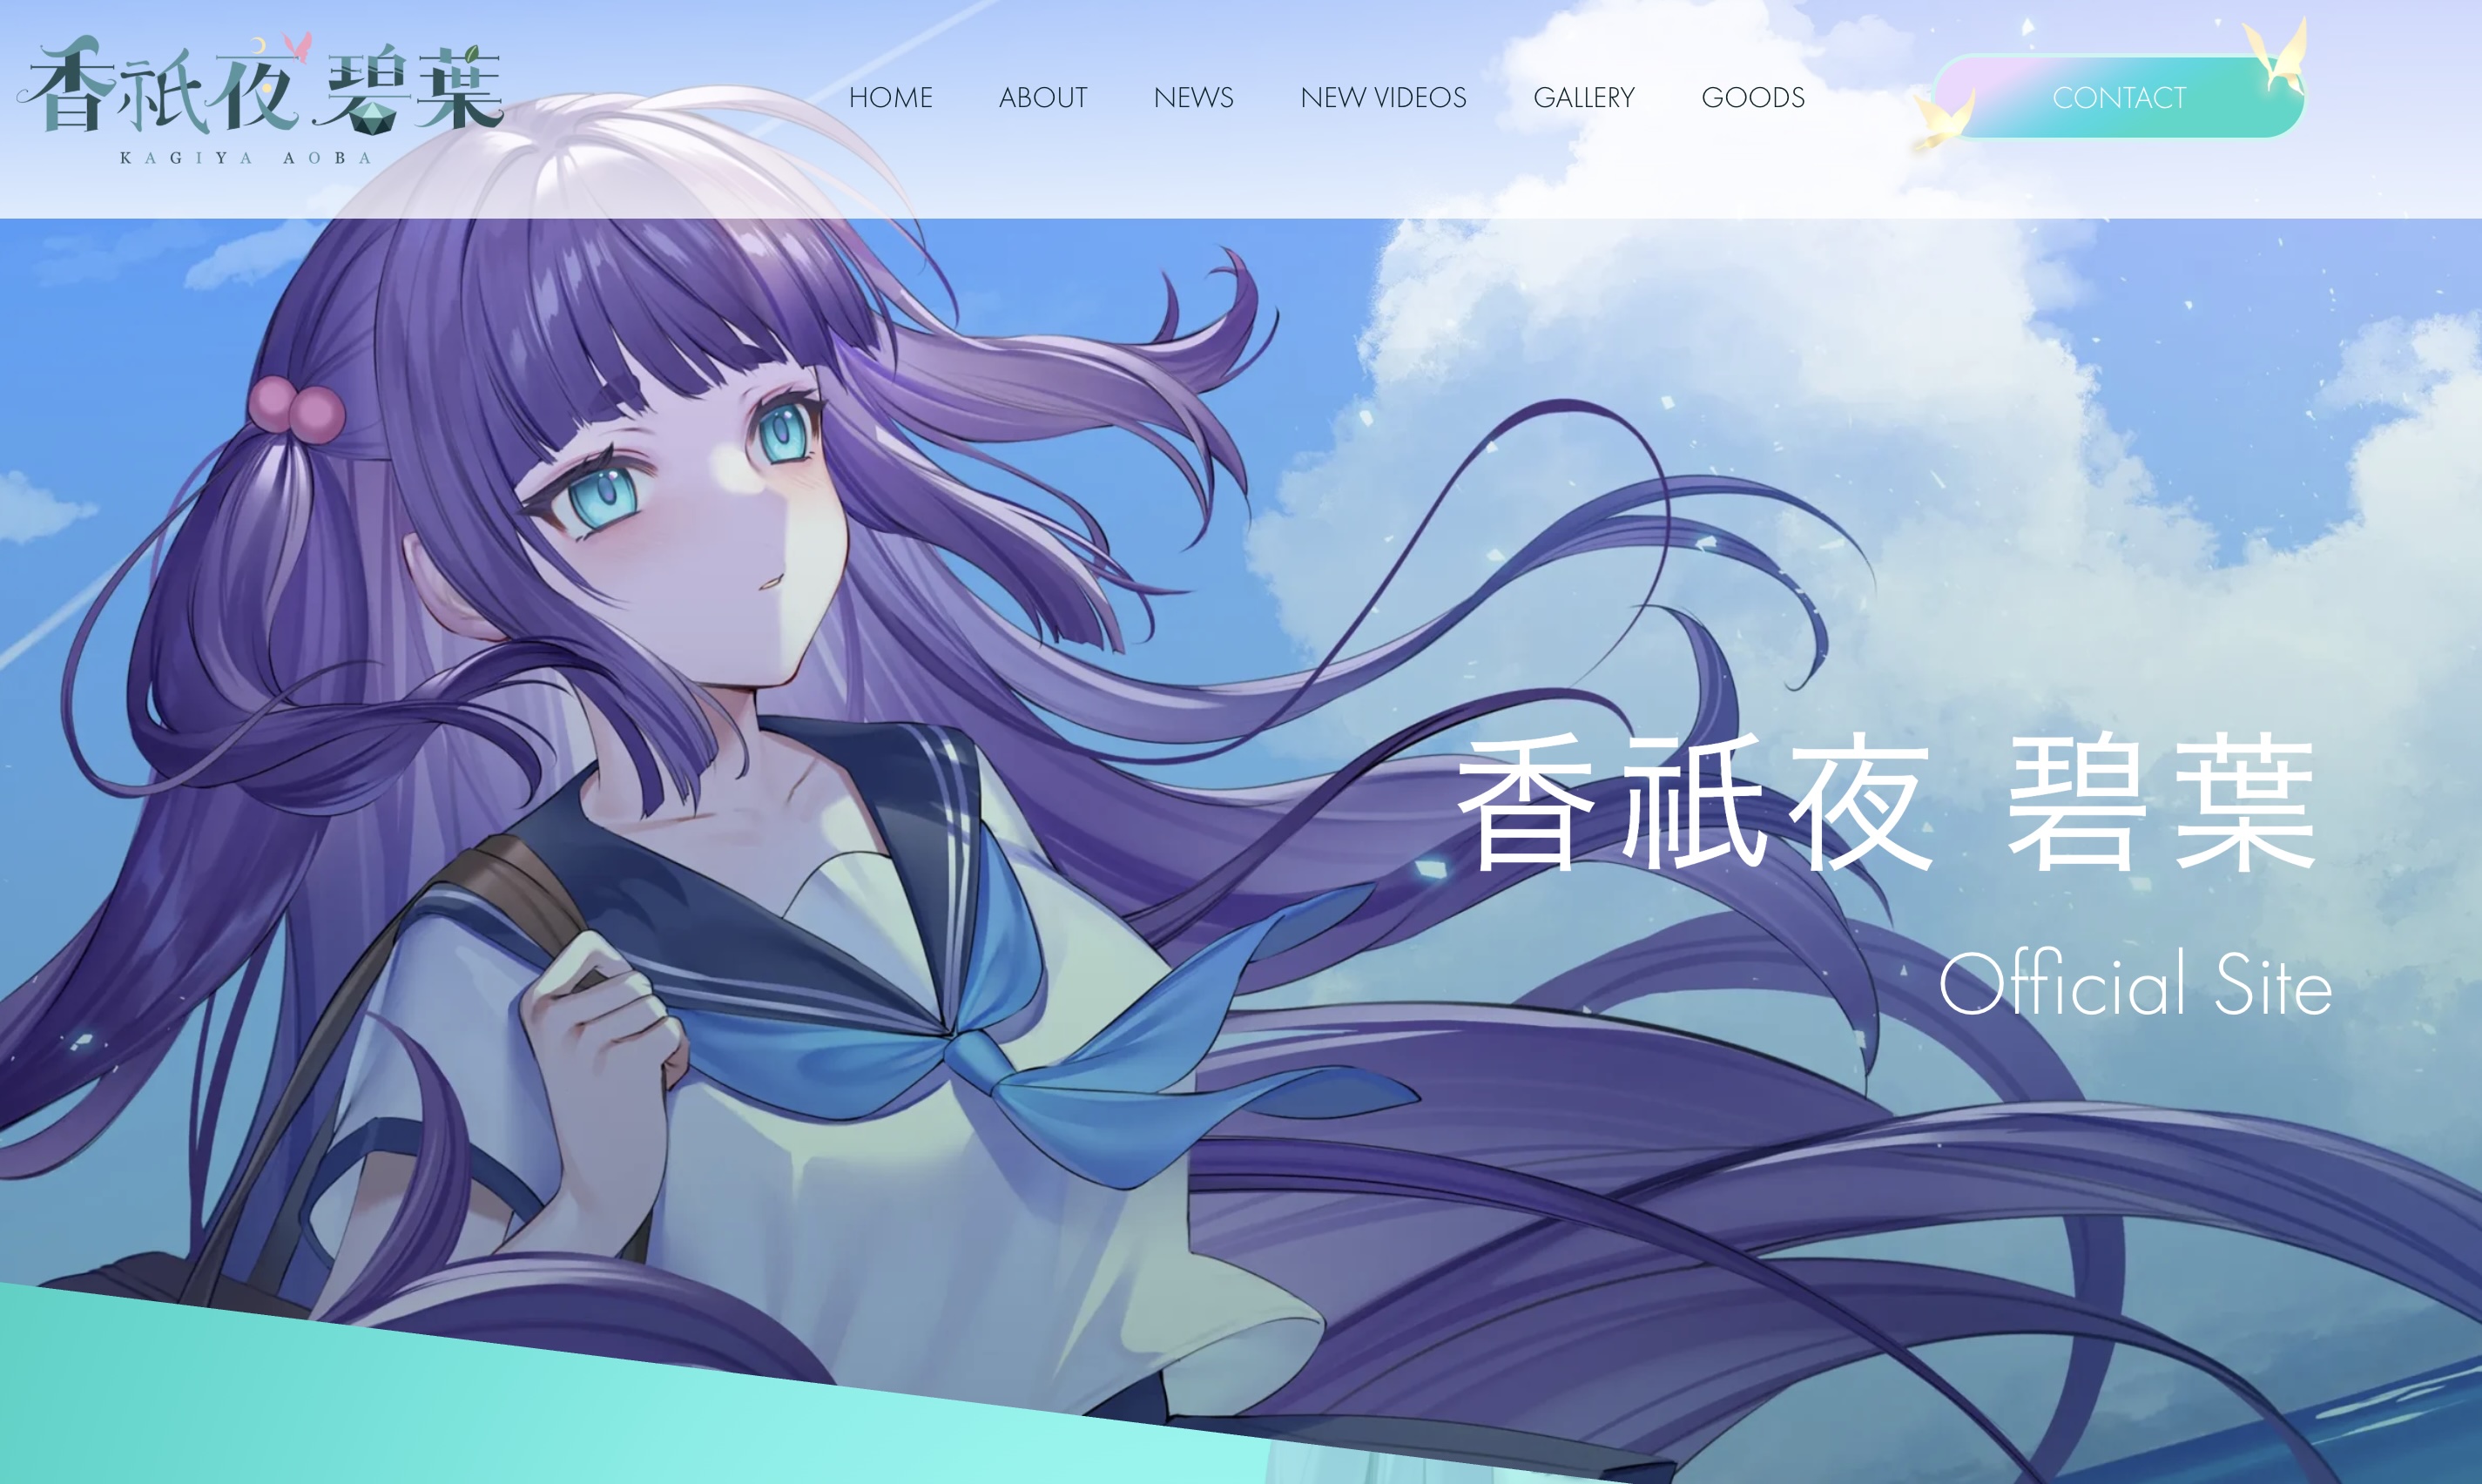 香祇夜 碧葉
KAGIYA AOBA
HOME ABOUT NEWS NEW VIDEOS GALLERY GOODS CONTACT
香祇夜 碧葉
Official Site